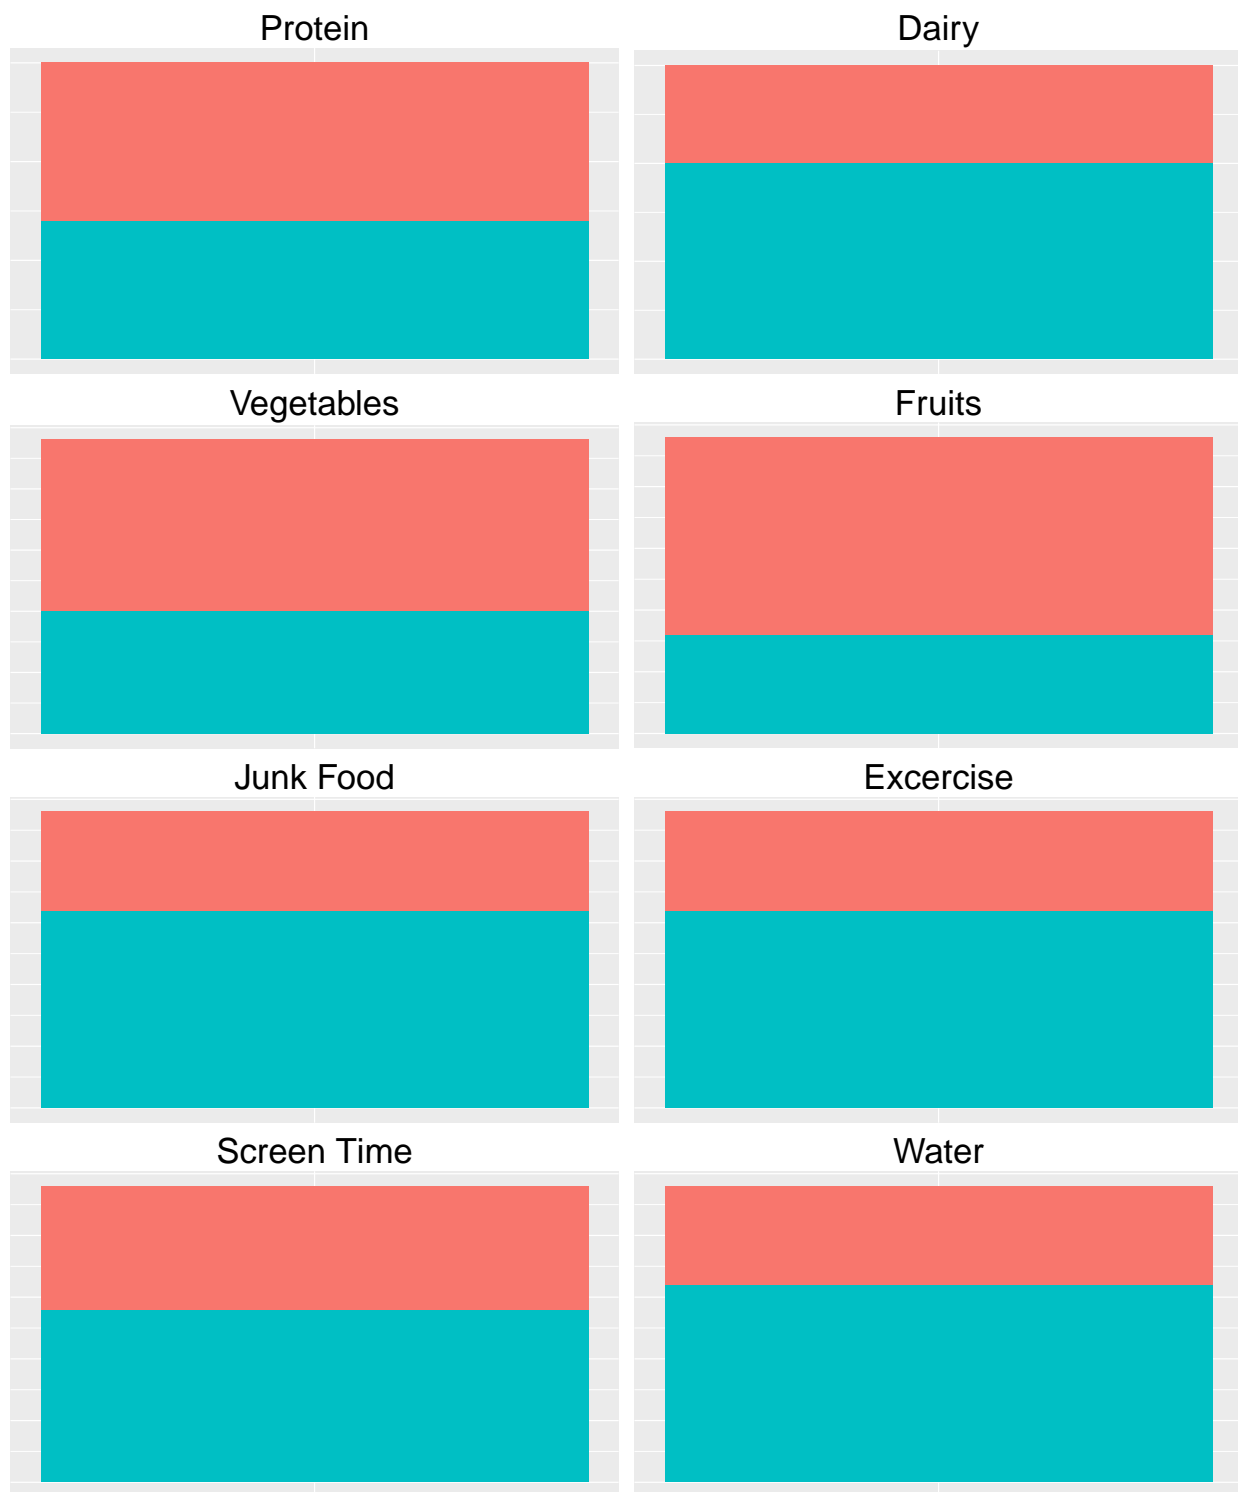 Protein
Dairy
Vegetables
Fruits
Junk Food
Excercise
Screen Time
Water